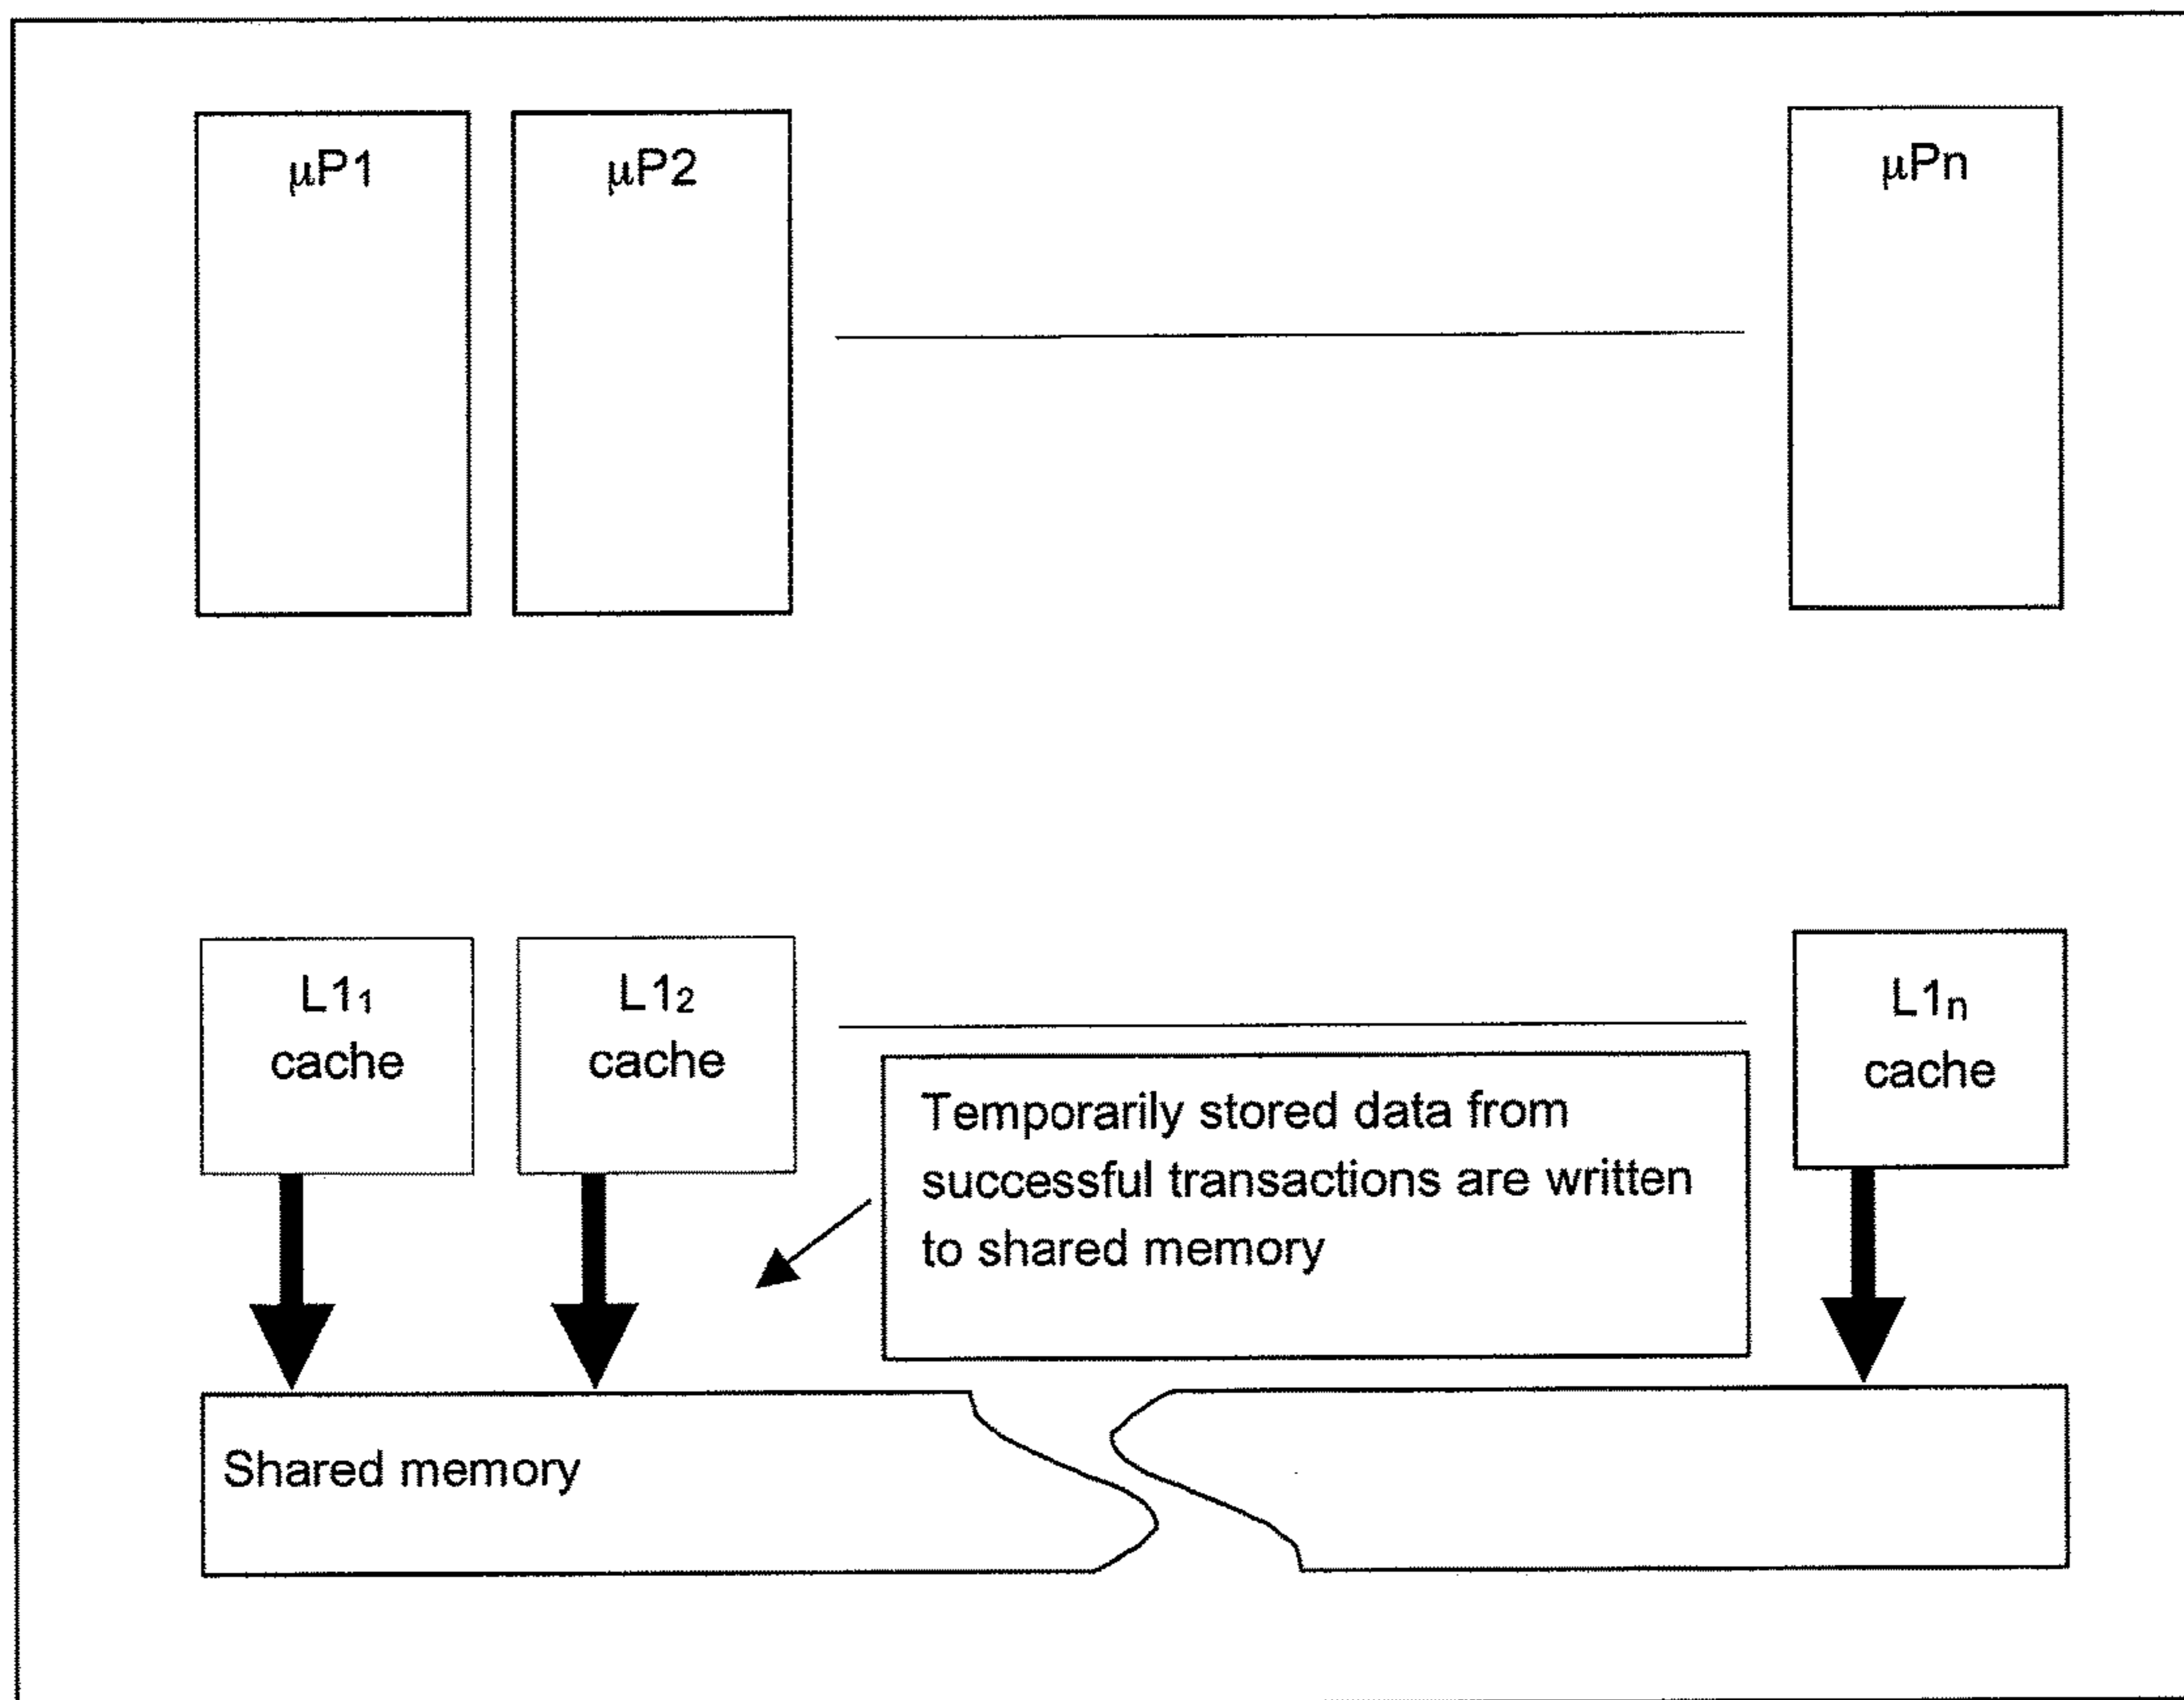 μP1
μP2
μPn
L1₁
cache
L1₂
cache
L1ₙ
cache
Temporarily stored data from
successful transactions are written
to shared memory
Shared memory